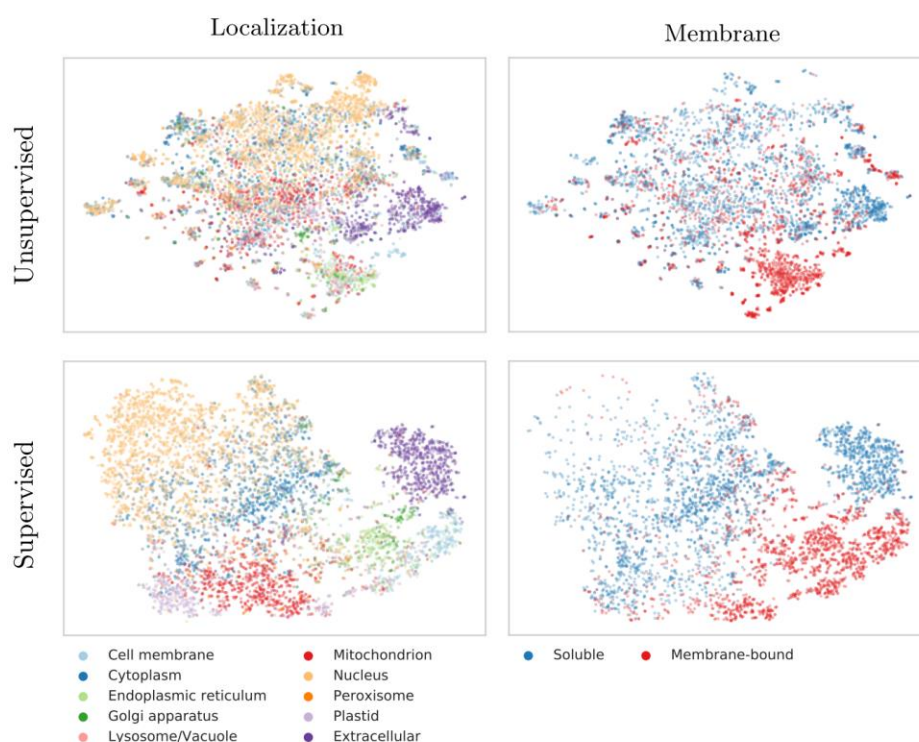 Localization
Membrane
Unsupervised
Supervised
Cell membrane
Cytoplasm
Endoplasmic reticulum
Golgi apparatus
Lysosome/Vacuole
Mitochondrion
Nucleus
Peroxisome
Plastid
Extracellular
Soluble
Membrane-bound